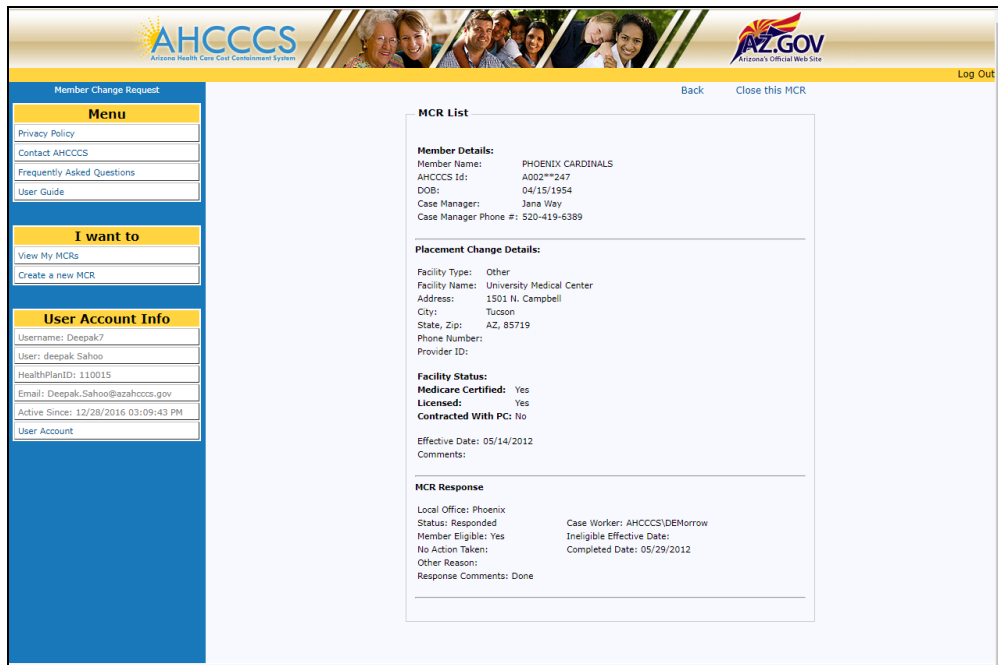 AHCCCS
Arizona Health Care Cost Containment System
AZ.GOV
Arizona's Official Web Site
Log Out
Member Change Request
Back Close this MCR
Menu
Privacy Policy
Contact AHCCCS
Frequently Asked Questions
User Guide
I want to
View My MCRs
Create a new MCR
User Account Info
Username: Deepak7
User: deepak Sahoo
HealthPlanID: 110015
Email: Deepak.Sahoo@azahcccs.gov
Active Since: 12/28/2016 03:09:43 PM
User Account
MCR List
Member Details:
Member Name: PHOENIX CARDINALS
AHCCCS Id: A002**247
DOB: 04/15/1954
Case Manager: Jana Way
Case Manager Phone #: 520-419-6389
Placement Change Details:
Facility Type: Other
Facility Name: University Medical Center
Address: 1501 N. Campbell
City: Tucson
State, Zip: AZ, 85719
Phone Number:
Provider ID:
Facility Status:
Medicare Certified: Yes
Licensed: Yes
Contracted With PC: No
Effective Date: 05/14/2012
Comments:
MCR Response
Local Office: Phoenix
Status: Responded Case Worker: AHCCCS\DEMorrow
Member Eligible: Yes Ineligible Effective Date:
No Action Taken: Completed Date: 05/29/2012
Other Reason:
Response Comments: Done